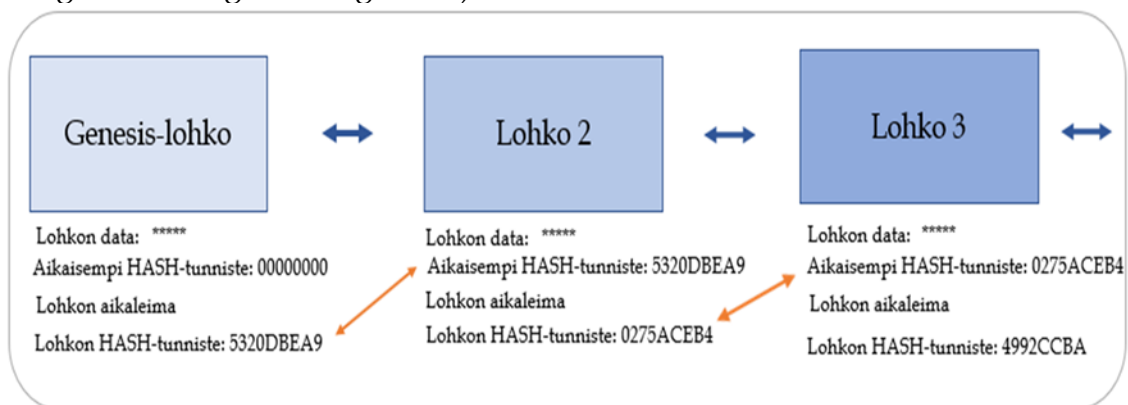 Genesis-lohko
Lohkon data: *****
Aikaisempi HASH-tunniste: 00000000
Lohkon aikaleima
Lohkon HASH-tunniste: 5320DBEA9
Lohko 2
Lohkon data: *****
Aikaisempi HASH-tunniste: 5320DBEA9
Lohkon aikaleima
Lohkon HASH-tunniste: 0275ACEB4
Lohko 3
Lohkon data: *****
Aikaisempi HASH-tunniste: 0275ACEB4
Lohkon aikaleima
Lohkon HASH-tunniste: 4992CCBA